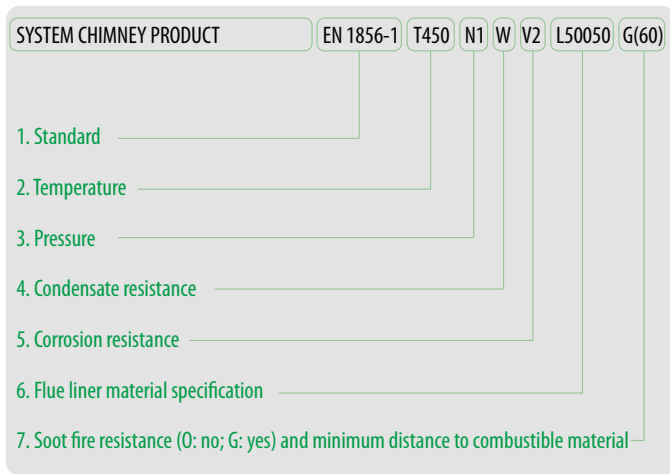 SYSTEM CHIMNEY PRODUCT EN 1856-1 T450 N1 W V2 L50050 G(60)
1. Standard
2. Temperature
3. Pressure
4. Condensate resistance
5. Corrosion resistance
6. Flue liner material specification
7. Soot fire resistance (O: no; G: yes) and minimum distance to combustible material